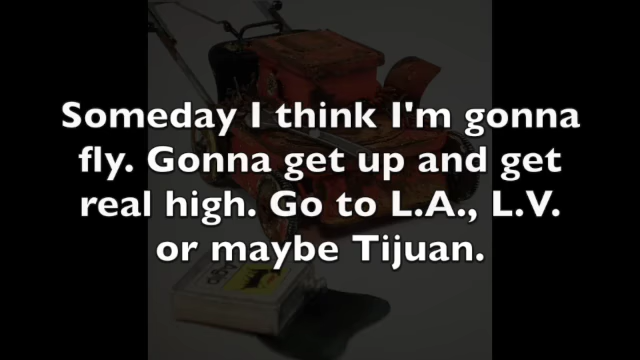 Someday I think I'm gonna
fly. Gonna get up and get
real high. Go to L.A., L.V.
or maybe Tijuan.